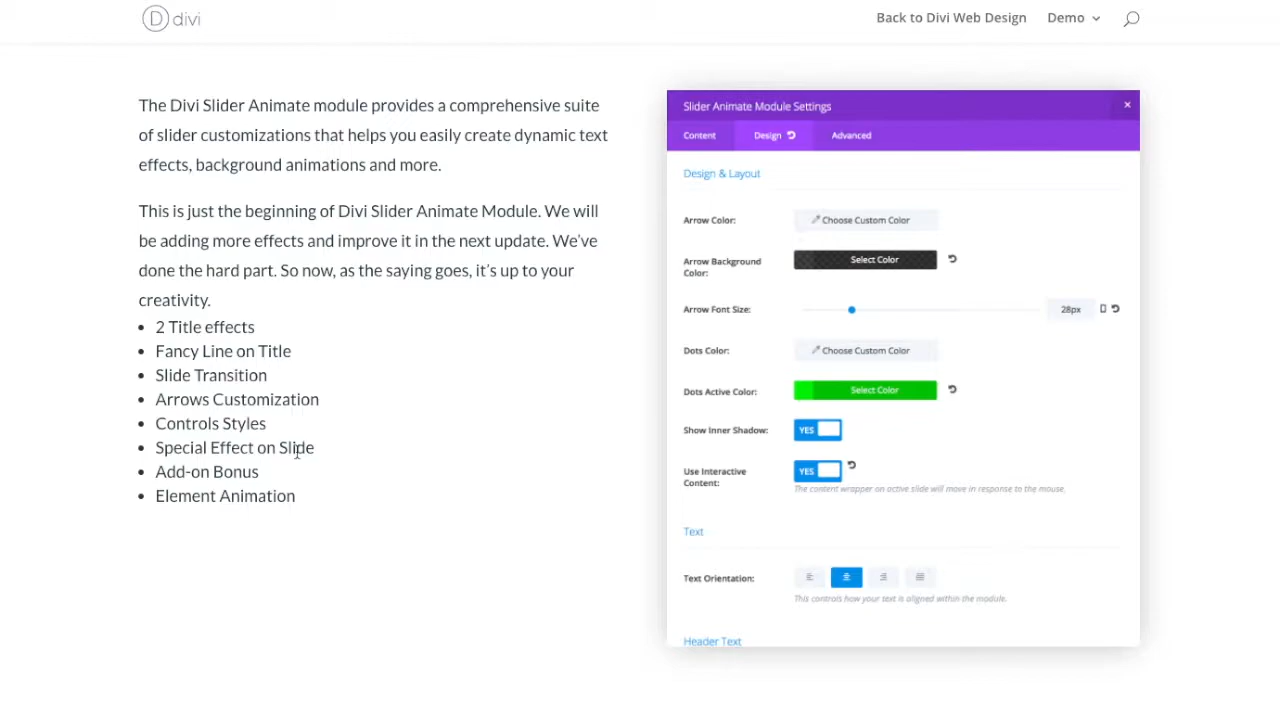 D divi
Back to Divi Web Design
Demo
The Divi Slider Animate module provides a comprehensive suite
of slider customizations that helps you easily create dynamic text
effects, background animations and more.
This is just the beginning of Divi Slider Animate Module. We will
be adding more effects and improve it in the next update. We've
done the hard part. So now, as the saying goes, it's up to your
creativity.
• 2 Title effects
• Fancy Line on Title
• Slide Transition
• Arrows Customization
• Controls Styles
• Special Effect on Slide
• Add-on Bonus
• Element Animation
Slider Animate Module Settings
Content
Design
Advanced
Design & Layout
Arrow Color:
Choose Custom Color
Arrow Background
Color:
Select Color
Arrow Font Size:
28px
Dots Color:
Choose Custom Color
Dots Active Color:
Select Color
Show Inner Shadow:
YES
Use Interactive
Content:
YES
The content wrapper on active slide will move in response to the mouse.
Text
Text Orientation:
This controls how your text is aligned within the module.
Header Text